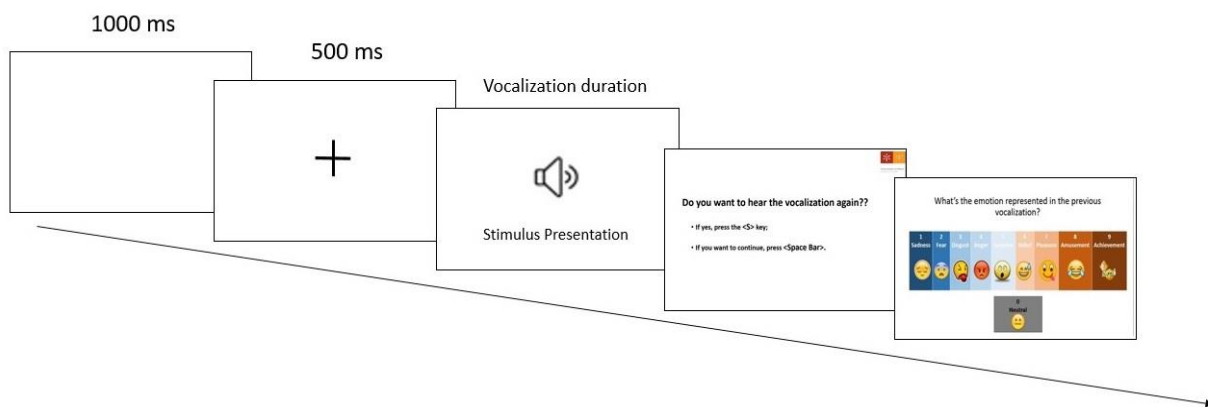 1000 ms
500 ms
Vocalization duration
Stimulus Presentation
Do you want to hear the vocalization again??
• If yes, press the <S> key;
• If you want to continue, press <Space Bar>.
What's the emotion represented in the previous
vocalization?
1 2 3 4 8 9
Sadness Fear Disgust Anger Relief Pleasure Amusement Achievement
0
Neutral